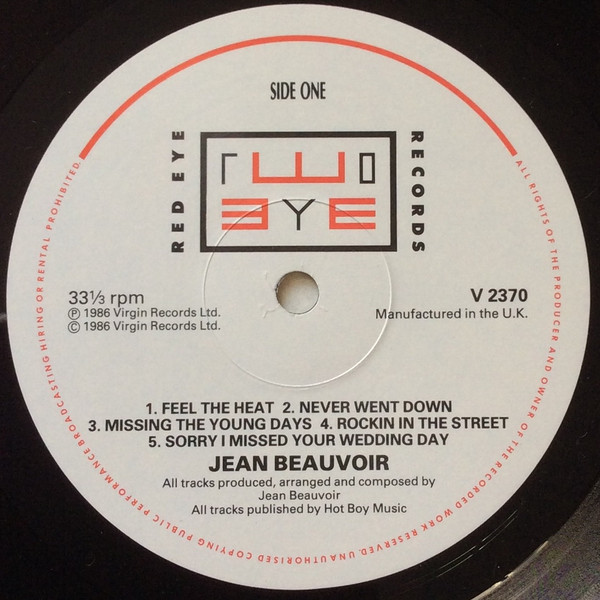 SIDE ONE
RED EYE
RECORDS
33⅓ rpm
℗ 1986 Virgin Records Ltd.
© 1986 Virgin Records Ltd.
V 2370
Manufactured in the U.K.
1. FEEL THE HEAT 2. NEVER WENT DOWN
3. MISSING THE YOUNG DAYS 4. ROCKIN IN THE STREET
5. SORRY I MISSED YOUR WEDDING DAY
JEAN BEAUVOIR
All tracks produced, arranged and composed by
Jean Beauvoir
All tracks published by Hot Boy Music
ALL RIGHTS OF THE PRODUCER AND OWNER OF THE RECORDED WORK RESERVED. UNAUTHORISED COPYING PUBLIC PERFORMANCE BROADCASTING HIRING OR RENTAL PROHIBITED.